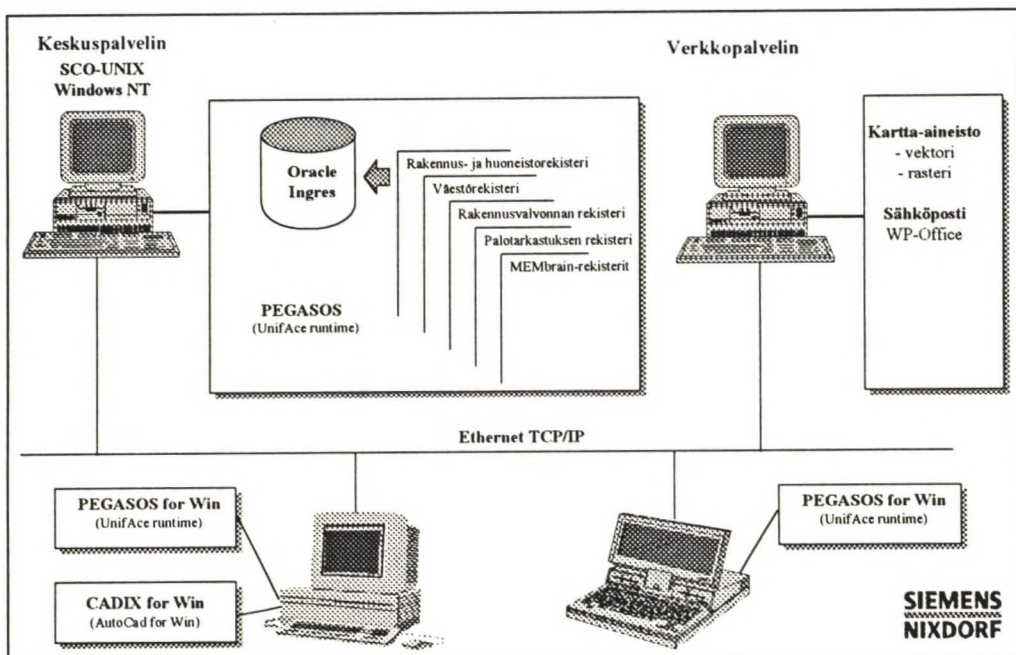 Keskuspalvelin
SCO-UNIX
Windows NT
Oracle
Ingres
Rakennus- ja huoneistorekisteri
Väestörekisteri
Rakennusvalvonnan rekisteri
Palotarkastuksen rekisteri
MEMbrain-rekisterit
PEGASOS
(UnifAce runtime)
Verkkopalvelin
Kartta-aineisto
- vektori
- rasteri
Sähköposti
WP-Office
Ethernet TCP/IP
PEGASOS for Win
(UnifAce runtime)
CADIX for Win
(AutoCad for Win)
PEGASOS for Win
(UnifAce runtime)
SIEMENS
NIXDORF